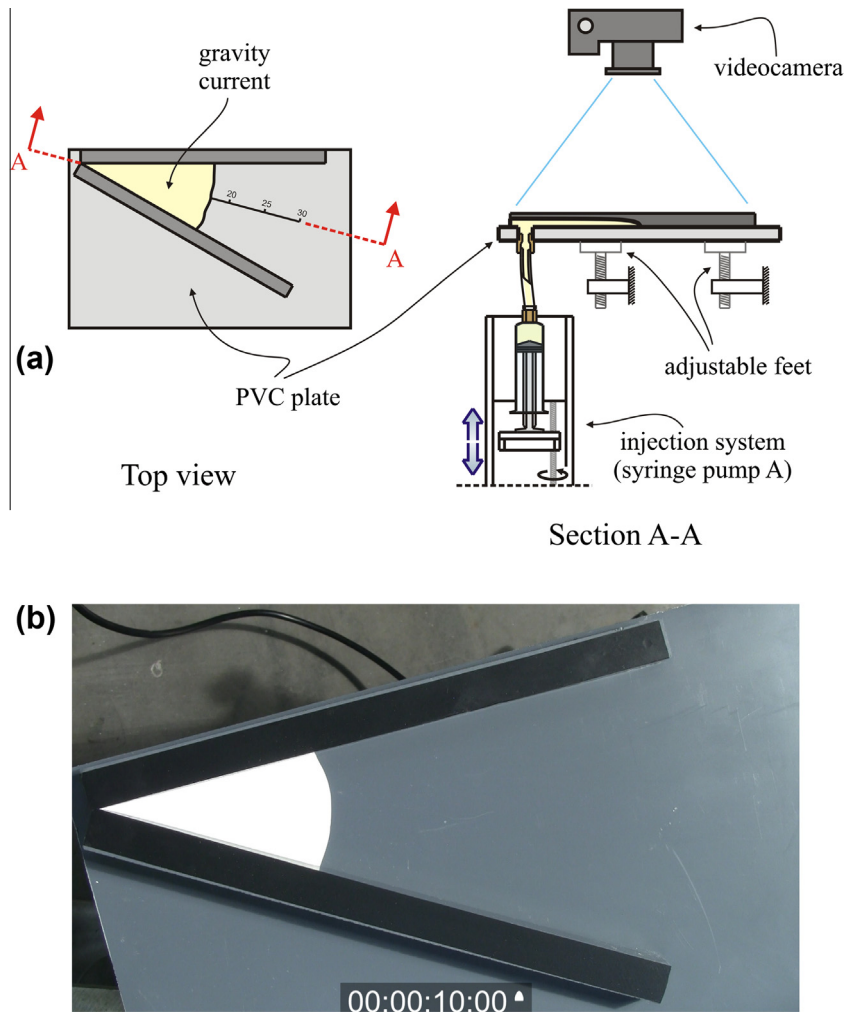 gravity
current
videocamera
A
20
25
30
A
(a)
PVC plate
adjustable feet
injection system
(syringe pump A)
Top view
Section A-A
(b)
00:00:10:00